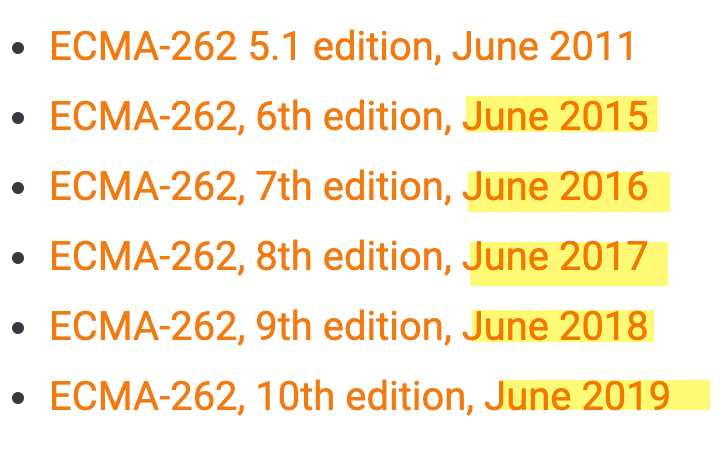 ECMA-262 5.1 edition, June 2011
ECMA-262, 6th edition, June 2015
ECMA-262, 7th edition, June 2016
ECMA-262, 8th edition, June 2017
ECMA-262, 9th edition, June 2018
ECMA-262, 10th edition, June 2019